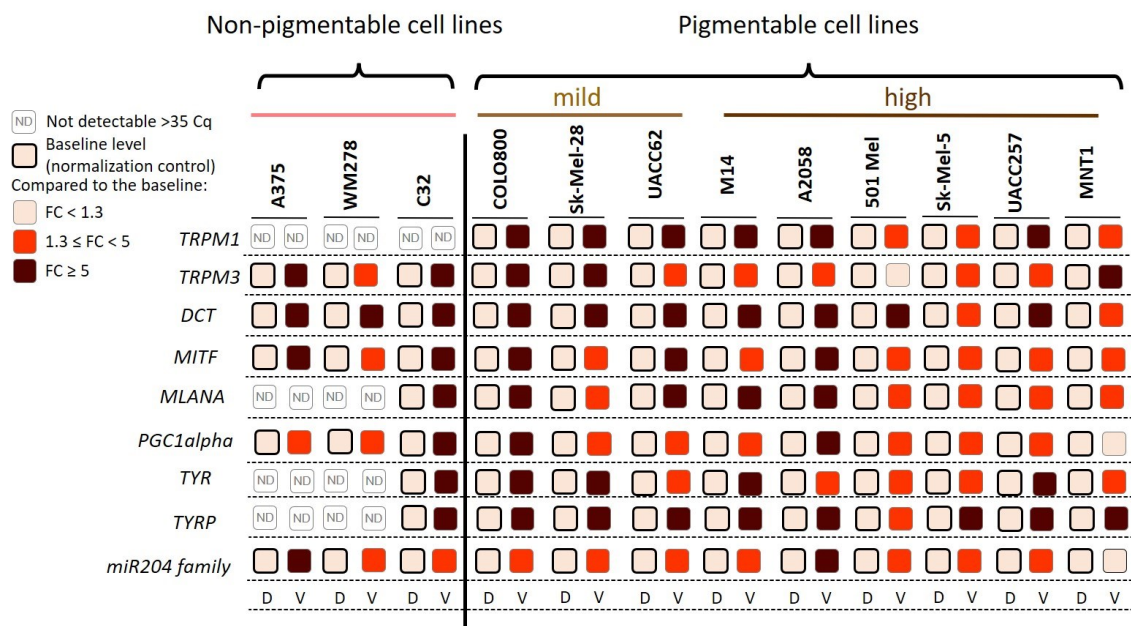 Non-pigmentable cell lines
Pigmentable cell lines
mild
high
ND Not detectable >35 Cq
Baseline level
(normalization control)
Compared to the baseline:
FC < 1.3
1.3 ≤ FC < 5
FC ≥ 5
A375 WM278 C32 COLO800 Sk-Mel-28 UACC62 M14 A2058 501 Mel Sk-Mel-5 UACC257 MNT1
TRPM1 ND ND ND ND ND ND
TRPM3
DCT
MITF
MLANA ND ND ND ND
PGC1alpha
TYR ND ND ND ND
TYRP ND ND ND ND
miR204 family
D V D V D V D V D V D V D V D V D V D V D V D V